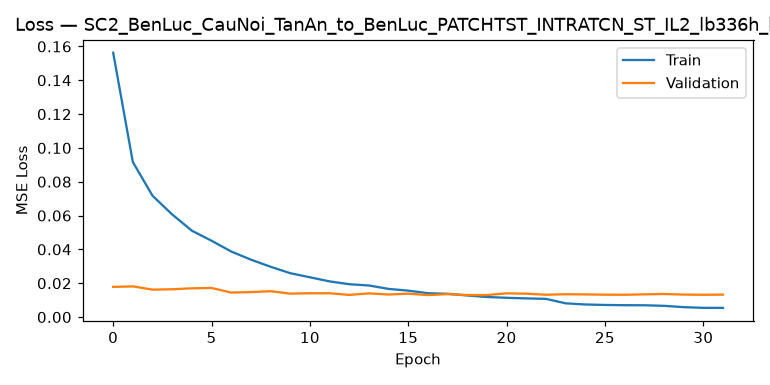 Loss — SC2_BenLuc_CauNoi_TanAn_to_BenLuc_PATCHTST_INTRATCN_ST_IL2_lb336h_
Train
Validation
MSE Loss
0.16
0.14
0.12
0.10
0.08
0.06
0.04
0.02
0.00
0 5 10 15 20 25 30
Epoch